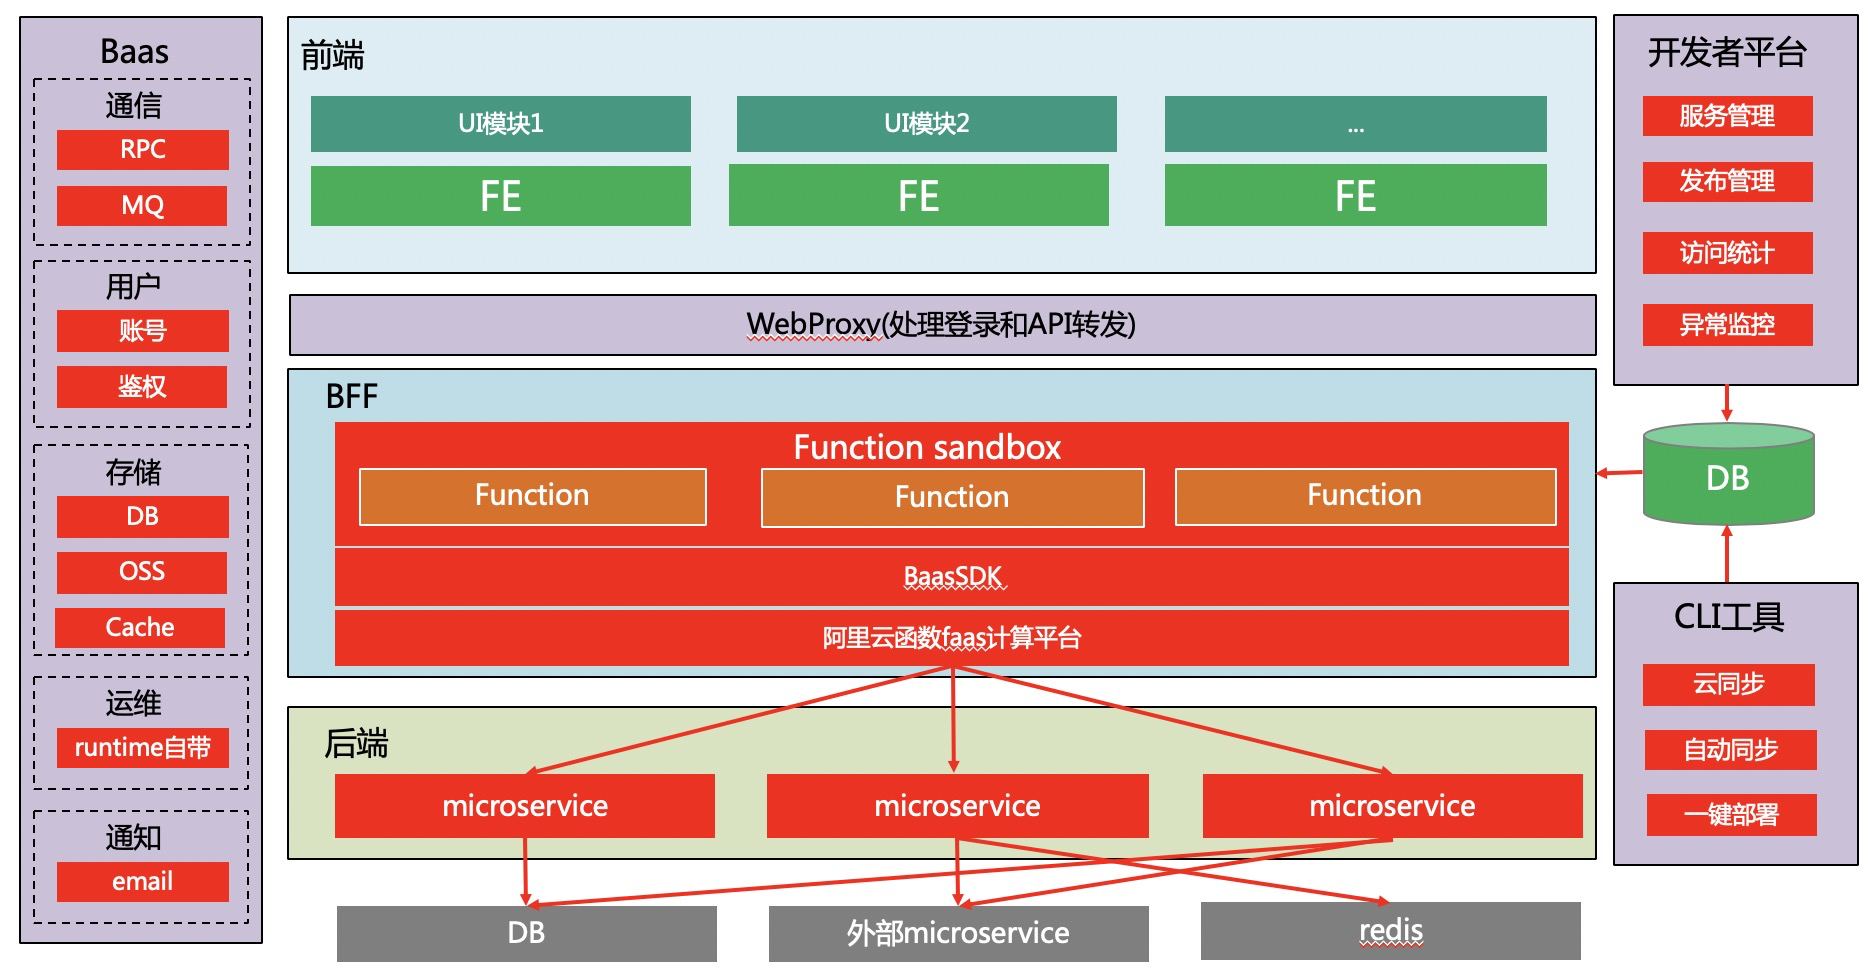 Baas
通信
RPC
MQ
用户
账号
鉴权
存储
DB
OSS
Cache
运维
runtime自带
通知
email
前端
UI模块1
UI模块2
...
FE
FE
FE
WebProxy(处理登录和API转发)
BFF
Function sandbox
Function
Function
Function
BaasSDK
阿里云函数faas计算平台
后端
microservice
microservice
microservice
DB
外部microservice
redis
开发者平台
服务管理
发布管理
访问统计
异常监控
DB
CLI工具
云同步
自动同步
一键部署